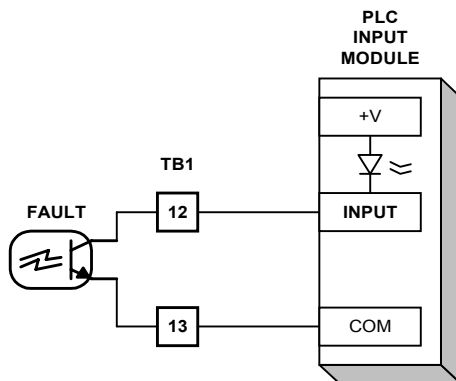 PLC
INPUT
MODULE
+V
TB1
FAULT
12
INPUT
13
COM